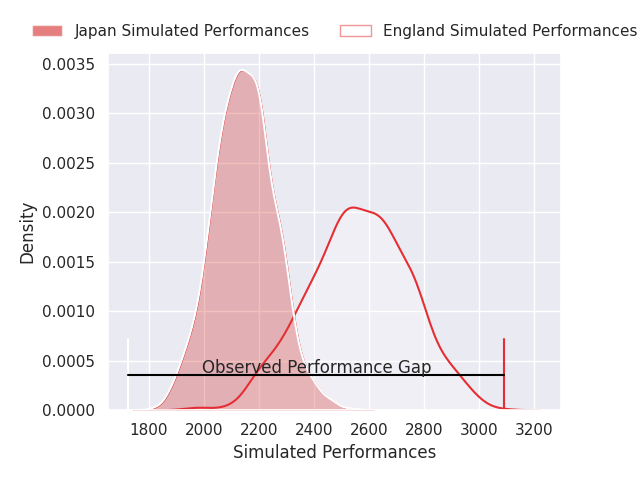 Japan Simulated Performances England Simulated Performances
0.0035
0.0030
0.0025
0.0020
0.0015
0.0010
0.0005
0.0000
Density
Observed Performance Gap
1800 2000 2200 2400 2600 2800 3000 3200
Simulated Performances